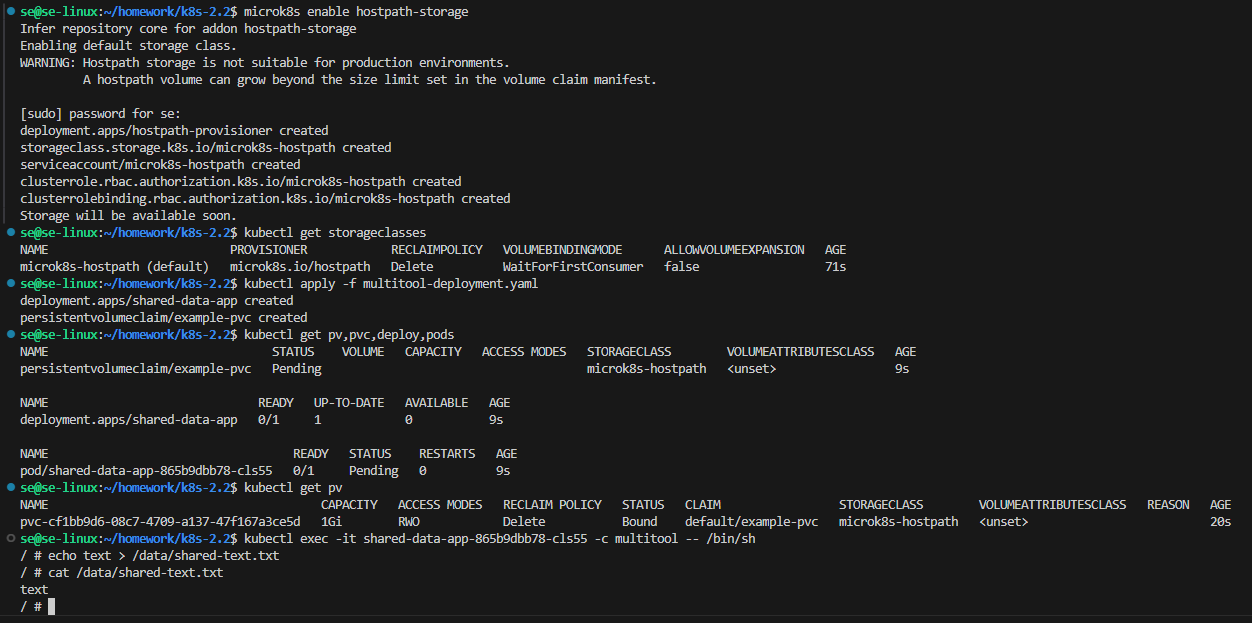 se@se-linux:~/homework/k8s-2.2$ microk8s enable hostpath-storage
Infer repository core for addon hostpath-storage
Enabling default storage class.
WARNING: Hostpath storage is not suitable for production environments.
         A hostpath volume can grow beyond the size limit set in the volume claim manifest.

[sudo] password for se:
deployment.apps/hostpath-provisioner created
storageclass.storage.k8s.io/microk8s-hostpath created
serviceaccount/microk8s-hostpath created
clusterrole.rbac.authorization.k8s.io/microk8s-hostpath created
clusterrolebinding.rbac.authorization.k8s.io/microk8s-hostpath created
Storage will be available soon.
se@se-linux:~/homework/k8s-2.2$ kubectl get storageclasses
NAME                          PROVISIONER            RECLAIMPOLICY   VOLUMEBINDINGMODE      ALLOWVOLUMEEXPANSION   AGE
microk8s-hostpath (default)   microk8s.io/hostpath   Delete          WaitForFirstConsumer   false                  71s
se@se-linux:~/homework/k8s-2.2$ kubectl apply -f multitool-deployment.yaml
deployment.apps/shared-data-app created
persistentvolumeclaim/example-pvc created
se@se-linux:~/homework/k8s-2.2$ kubectl get pv,pvc,deploy,pods
NAME                                STATUS    VOLUME   CAPACITY   ACCESS MODES   STORAGECLASS        VOLUMEATTRIBUTESCLASS   AGE
persistentvolumeclaim/example-pvc   Pending                                      microk8s-hostpath   <unset>                 9s

NAME                              READY   UP-TO-DATE   AVAILABLE   AGE
deployment.apps/shared-data-app   0/1     1            0           9s

NAME                                   READY   STATUS    RESTARTS   AGE
pod/shared-data-app-865b9dbb78-cls55   0/1     Pending   0          9s
se@se-linux:~/homework/k8s-2.2$ kubectl get pv
NAME                                       CAPACITY   ACCESS MODES   RECLAIM POLICY   STATUS   CLAIM                 STORAGECLASS        VOLUMEATTRIBUTESCLASS   REASON   AGE
pvc-cf1bb9d6-08c7-4709-a137-47f167a3ce5d   1Gi        RWO            Delete           Bound    default/example-pvc   microk8s-hostpath   <unset>                          20s
se@se-linux:~/homework/k8s-2.2$ kubectl exec -it shared-data-app-865b9dbb78-cls55 -c multitool -- /bin/sh
/ # echo text > /data/shared-text.txt
/ # cat /data/shared-text.txt
text
/ #